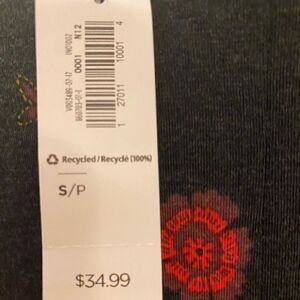 0001 N12
1 27011 10001 4
Recycled / Recyclé (100%)
S/P
$34.99